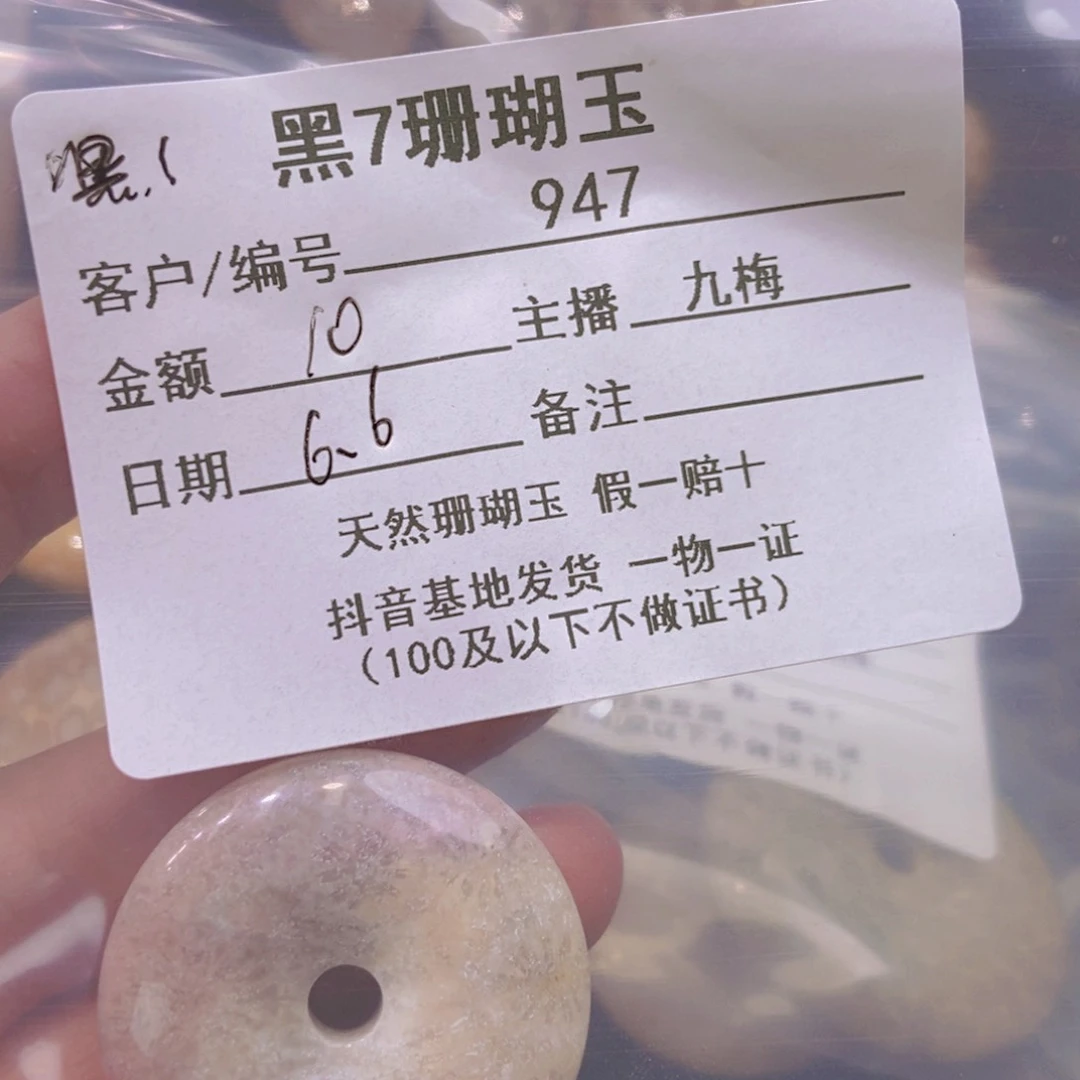 黑7珊瑚玉
客户/编号 947
金额 10 主播 九梅
日期 6.6 备注
天然珊瑚玉 假一赔十
抖音基地发货 一物一证
(100及以下不做证书)